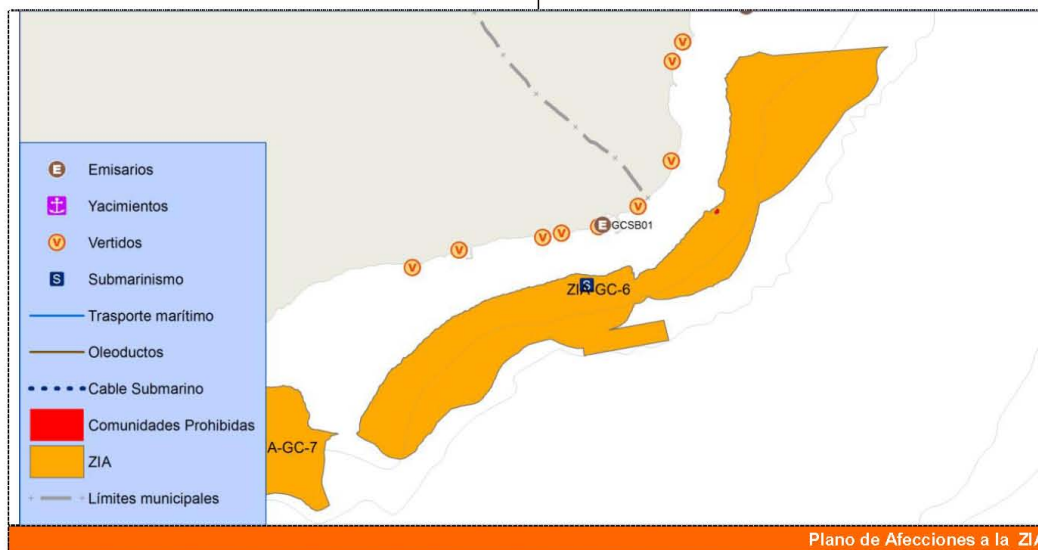 E Emisarios
Yacimientos
V Vertidos
S Submarinismo
Trasporte marítimo
Oleoductos
Cable Submarino
Comunidades Prohibidas
ZIA
Límites municipales
V
V
V
V
V V V V V E GCSB01
ZIA-GC-6
A-GC-7
Plano de Afecciones a la ZIA